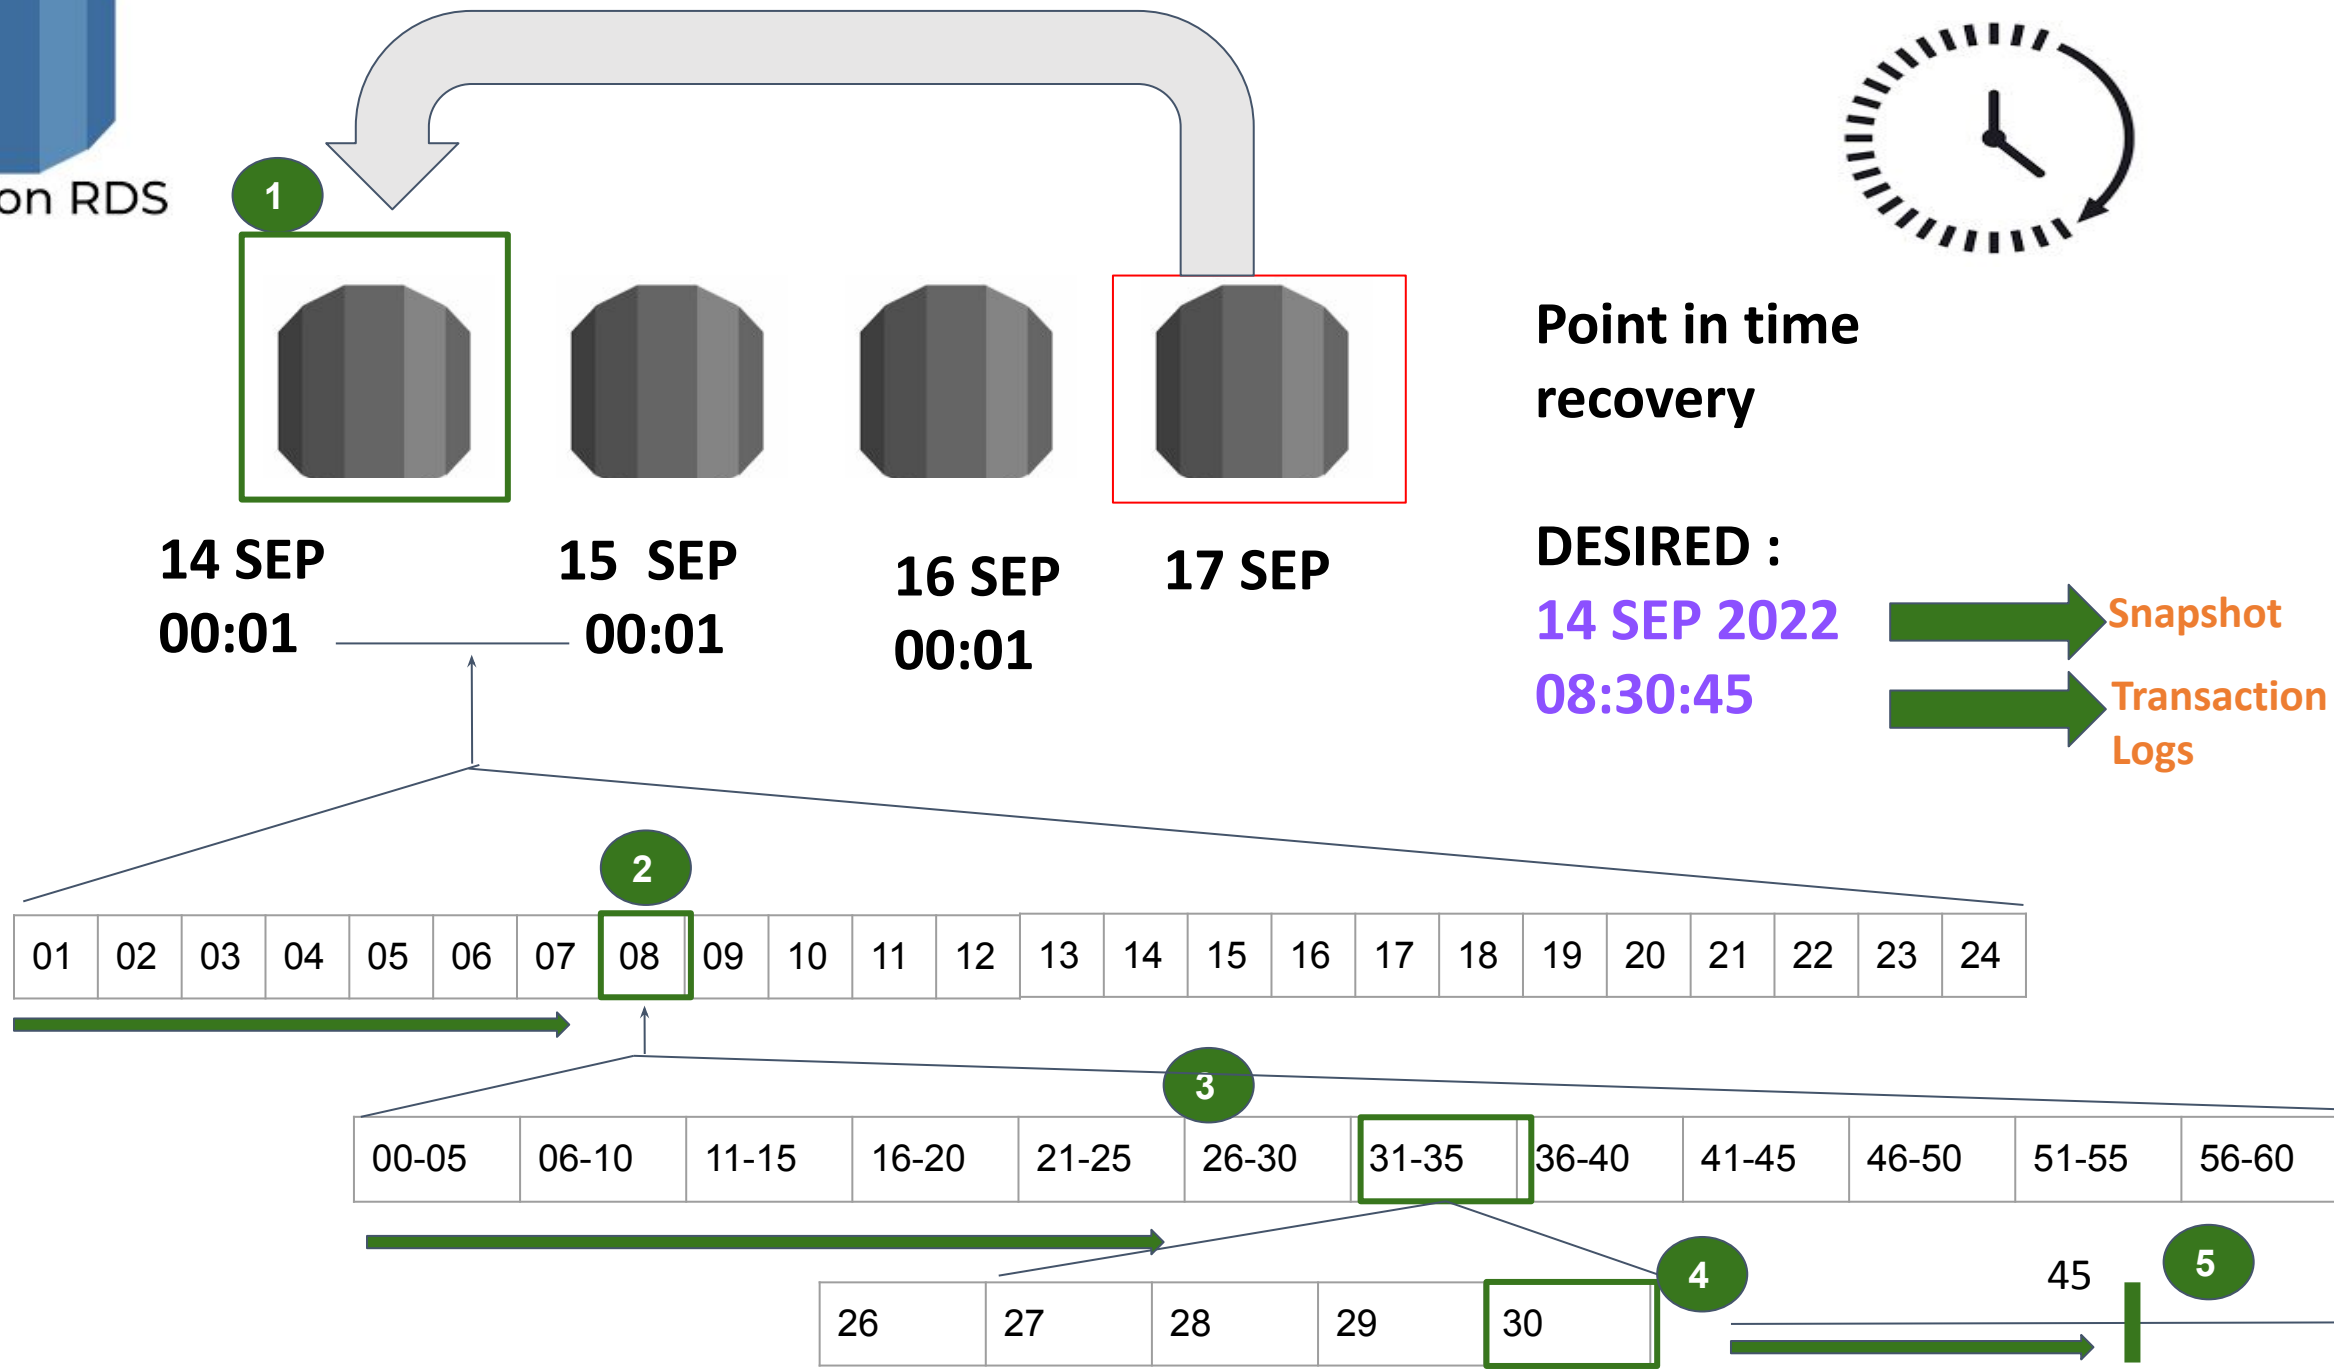 on RDS
1
14 SEP
00:01
15 SEP
00:01
16 SEP
00:01
17 SEP
Point in time
recovery
DESIRED :
14 SEP 2022
08:30:45
Snapshot
Transaction
Logs
2
01 02 03 04 05 06 07 08 09 10 11 12 13 14 15 16 17 18 19 20 21 22 23 24
3
00-05 06-10 11-15 16-20 21-25 26-30 31-35 36-40 41-45 46-50 51-55 56-60
4
45
5
26 27 28 29 30